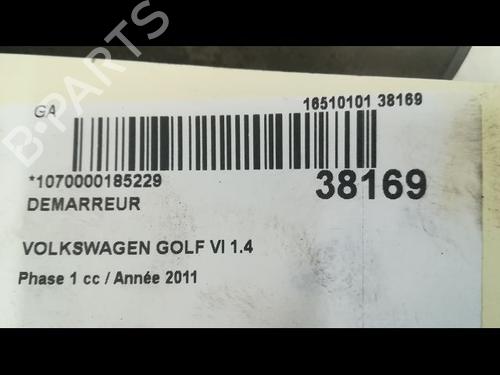 GA 16510101 38169
*1070000185229 38169
DEMARREUR
VOLKSWAGEN GOLF VI 1.4
Phase 1 cc / Année 2011
B-PARTS